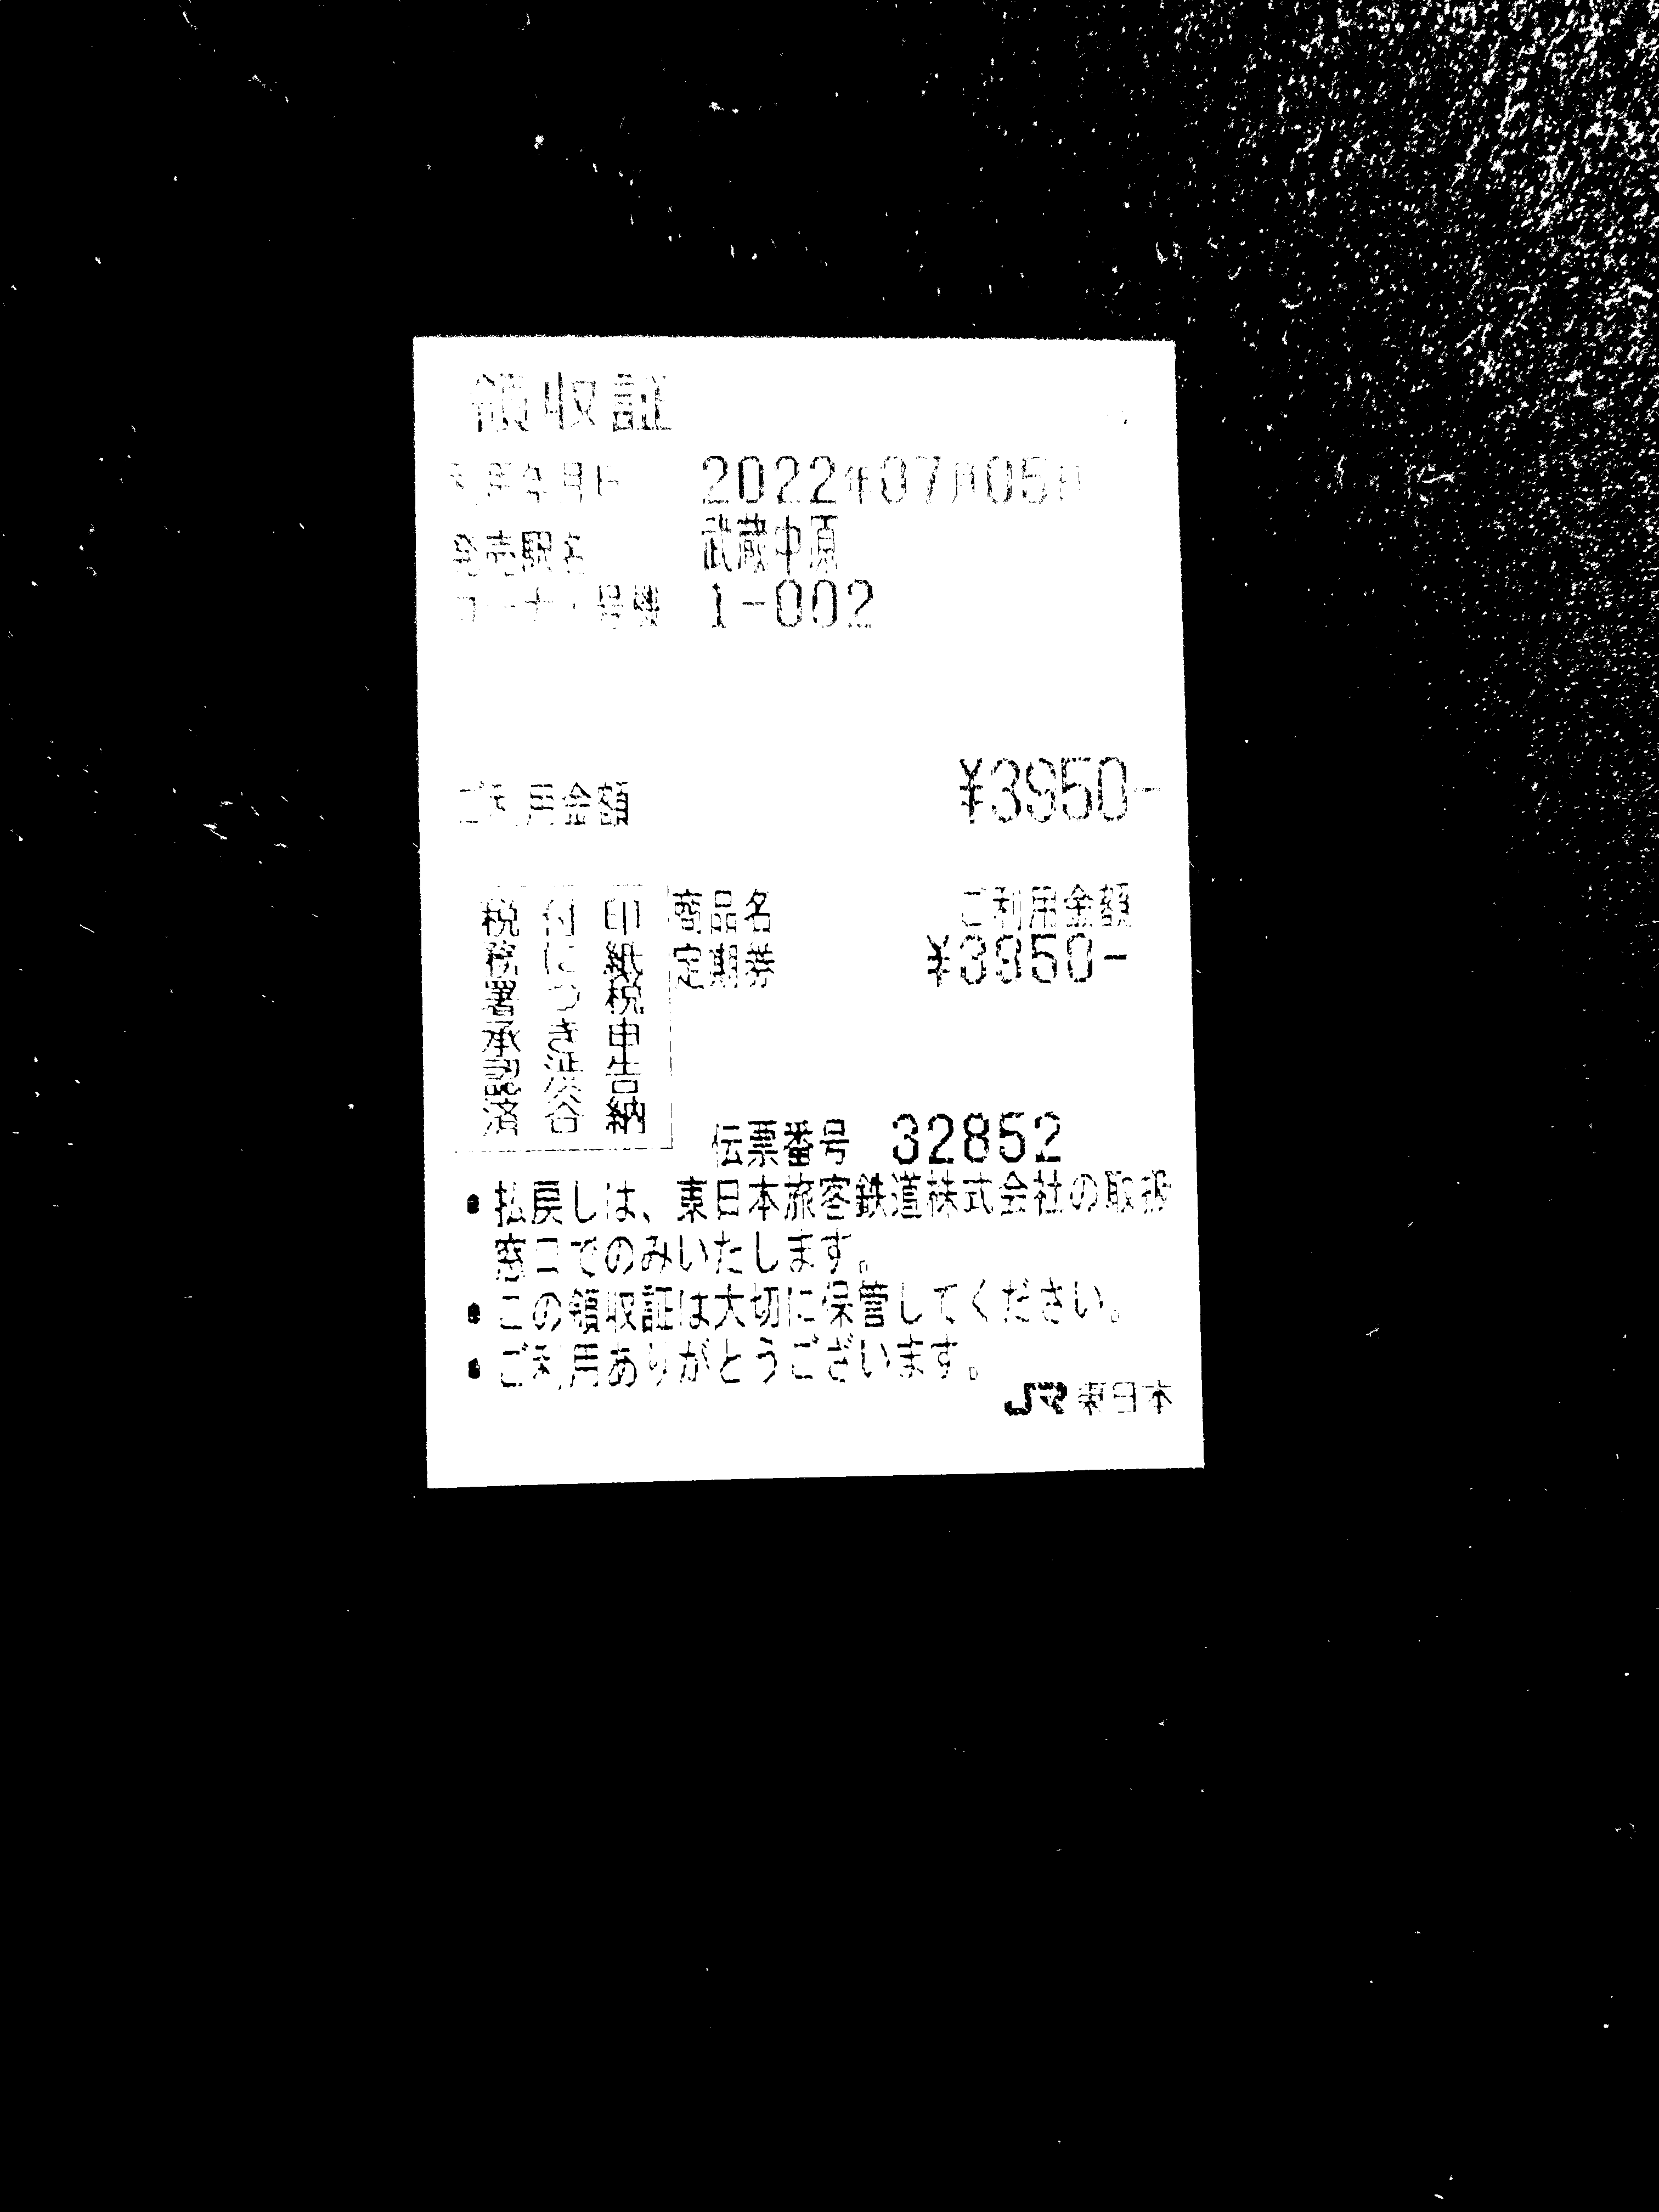 領収証
利用年月日 2022年07月05日
発売駅名 武蔵中原
コーナー・号機 1-002
ご利用金額 ¥3950-
商品名 ご利用金額
定期券 ¥3950-
印紙税申告納
付につき渋谷
税務署承認済
伝票番号 32852
・払戻しは、東日本旅客鉄道株式会社の取扱
窓口でのみいたします。
・この領収証は大切に保管してください。
・ご利用ありがとうございます。
JR東日本